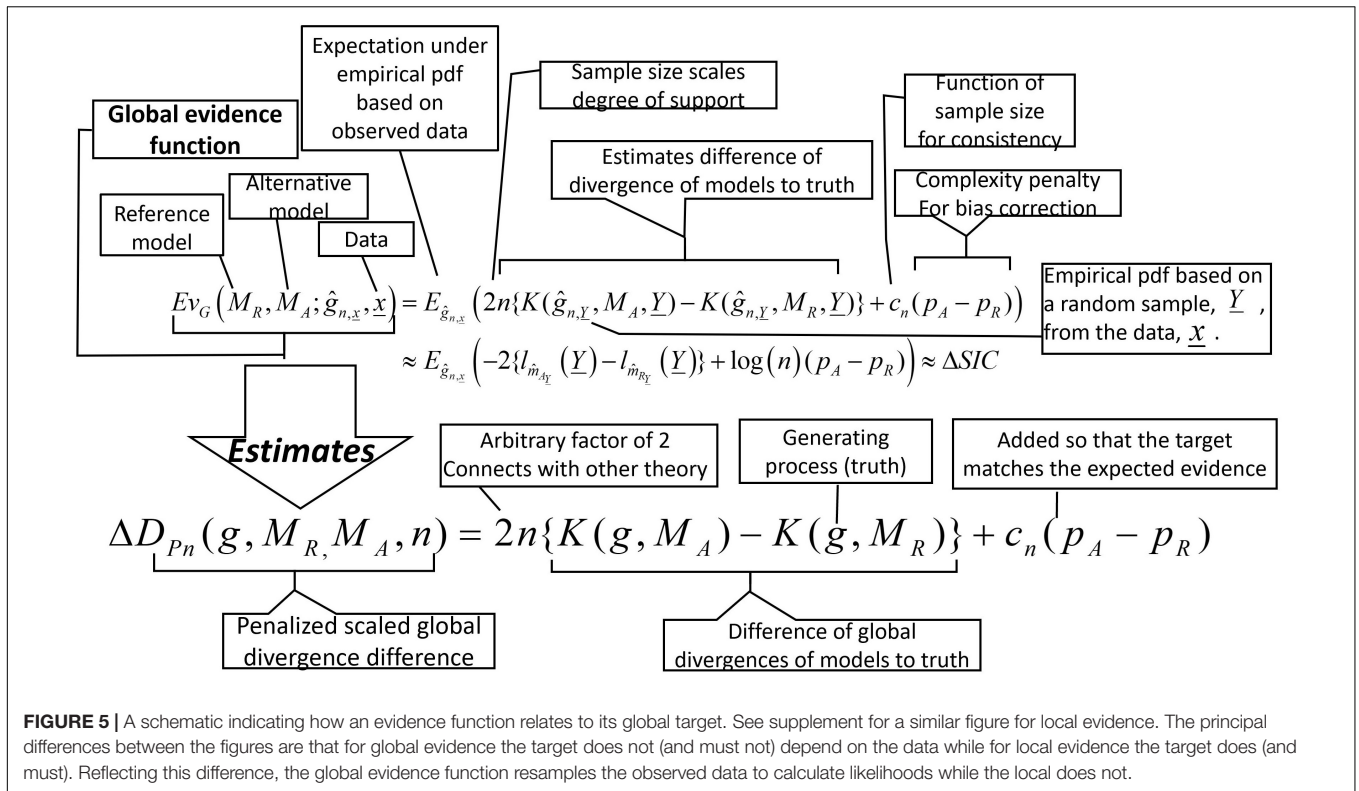 Expectation under
empirical pdf
based on
observed data
Sample size scales
degree of support
Function of
sample size
for consistency
Global evidence
function
Estimates difference of
divergence of models to truth
Complexity penalty
For bias correction
Alternative
model
Reference
model
Data
Empirical pdf based on
a random sample, Y ,
from the data, x .
Ev_G(M_R, M_A; ĝ_{n,x}, x) = E_{ĝ_{n,x}}(2n{K(ĝ_{n,Y}, M_A, Y) − K(ĝ_{n,Y}, M_R, Y)} + c_n(p_A − p_R))
≈ E_{ĝ_{n,x}}(−2{l_{m̂_{A_Y}}(Y) − l_{m̂_{R_Y}}(Y)} + log(n)(p_A − p_R)) ≈ ΔSIC
Estimates
Arbitrary factor of 2
Connects with other theory
Generating
process (truth)
Added so that the target
matches the expected evidence
ΔD_{Pn}(g, M_R, M_A, n) = 2n{K(g, M_A) − K(g, M_R)} + c_n(p_A − p_R)
Penalized scaled global
divergence difference
Difference of global
divergences of models to truth
FIGURE 5 | A schematic indicating how an evidence function relates to its global target. See supplement for a similar figure for local evidence. The principal
differences between the figures are that for global evidence the target does not (and must not) depend on the data while for local evidence the target does (and
must). Reflecting this difference, the global evidence function resamples the observed data to calculate likelihoods while the local does not.